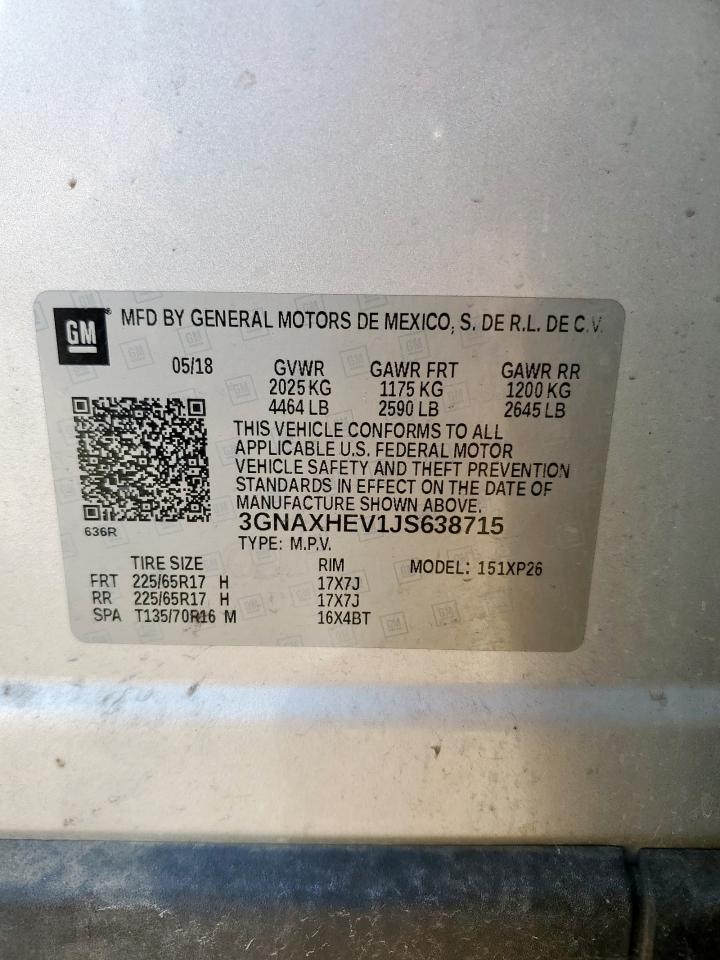 GM ® MFD BY GENERAL MOTORS DE MEXICO, S. DE R.L. DE C.V.
05/18 GVWR GAWR FRT GAWR RR
2025 KG 1175 KG 1200 KG
4464 LB 2590 LB 2645 LB
THIS VEHICLE CONFORMS TO ALL
APPLICABLE U.S. FEDERAL MOTOR
VEHICLE SAFETY AND THEFT PREVENTION
STANDARDS IN EFFECT ON THE DATE OF
MANUFACTURE SHOWN ABOVE.
3GNAXHEV1JS638715
636R
TYPE: M.P.V.
TIRE SIZE RIM MODEL: 151XP26
FRT 225/65R17 H 17X7J
RR 225/65R17 H 17X7J
SPA T135/70R16 M 16X4BT